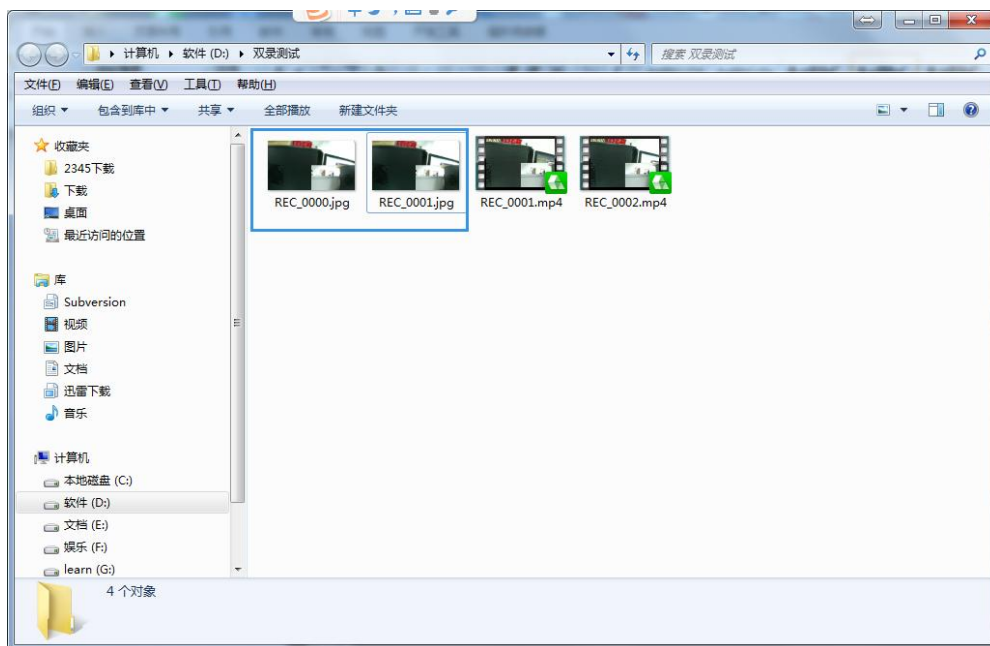 计算机 ▸ 软件 (D:) ▸ 双录测试
搜索 双录测试
文件(F) 编辑(E) 查看(V) 工具(T) 帮助(H)
组织 包含到库中 共享 全部播放 新建文件夹
收藏夹
2345下载
下载
桌面
最近访问的位置
库
Subversion
视频
图片
文档
迅雷下载
音乐
计算机
本地磁盘 (C:)
软件 (D:)
文档 (E:)
娱乐 (F:)
learn (G:)
REC_0000.jpg REC_0001.jpg REC_0001.mp4 REC_0002.mp4
4 个对象